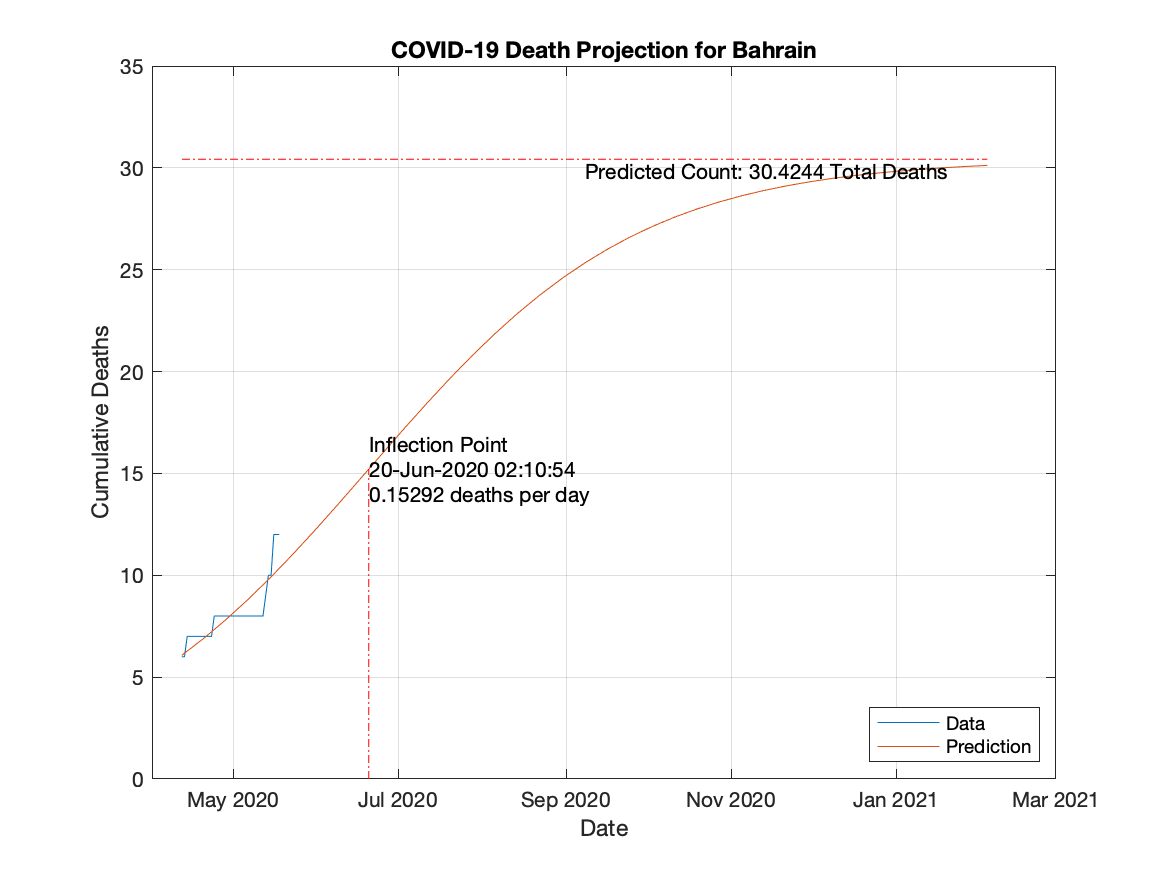 COVID-19 Death Projection for Bahrain
35
30
25
20
15
10
5
0
Cumulative Deaths
Predicted Count: 30.4244 Total Deaths
Inflection Point
20-Jun-2020 02:10:54
0.15292 deaths per day
Data
Prediction
May 2020
Jul 2020
Sep 2020
Nov 2020
Jan 2021
Mar 2021
Date